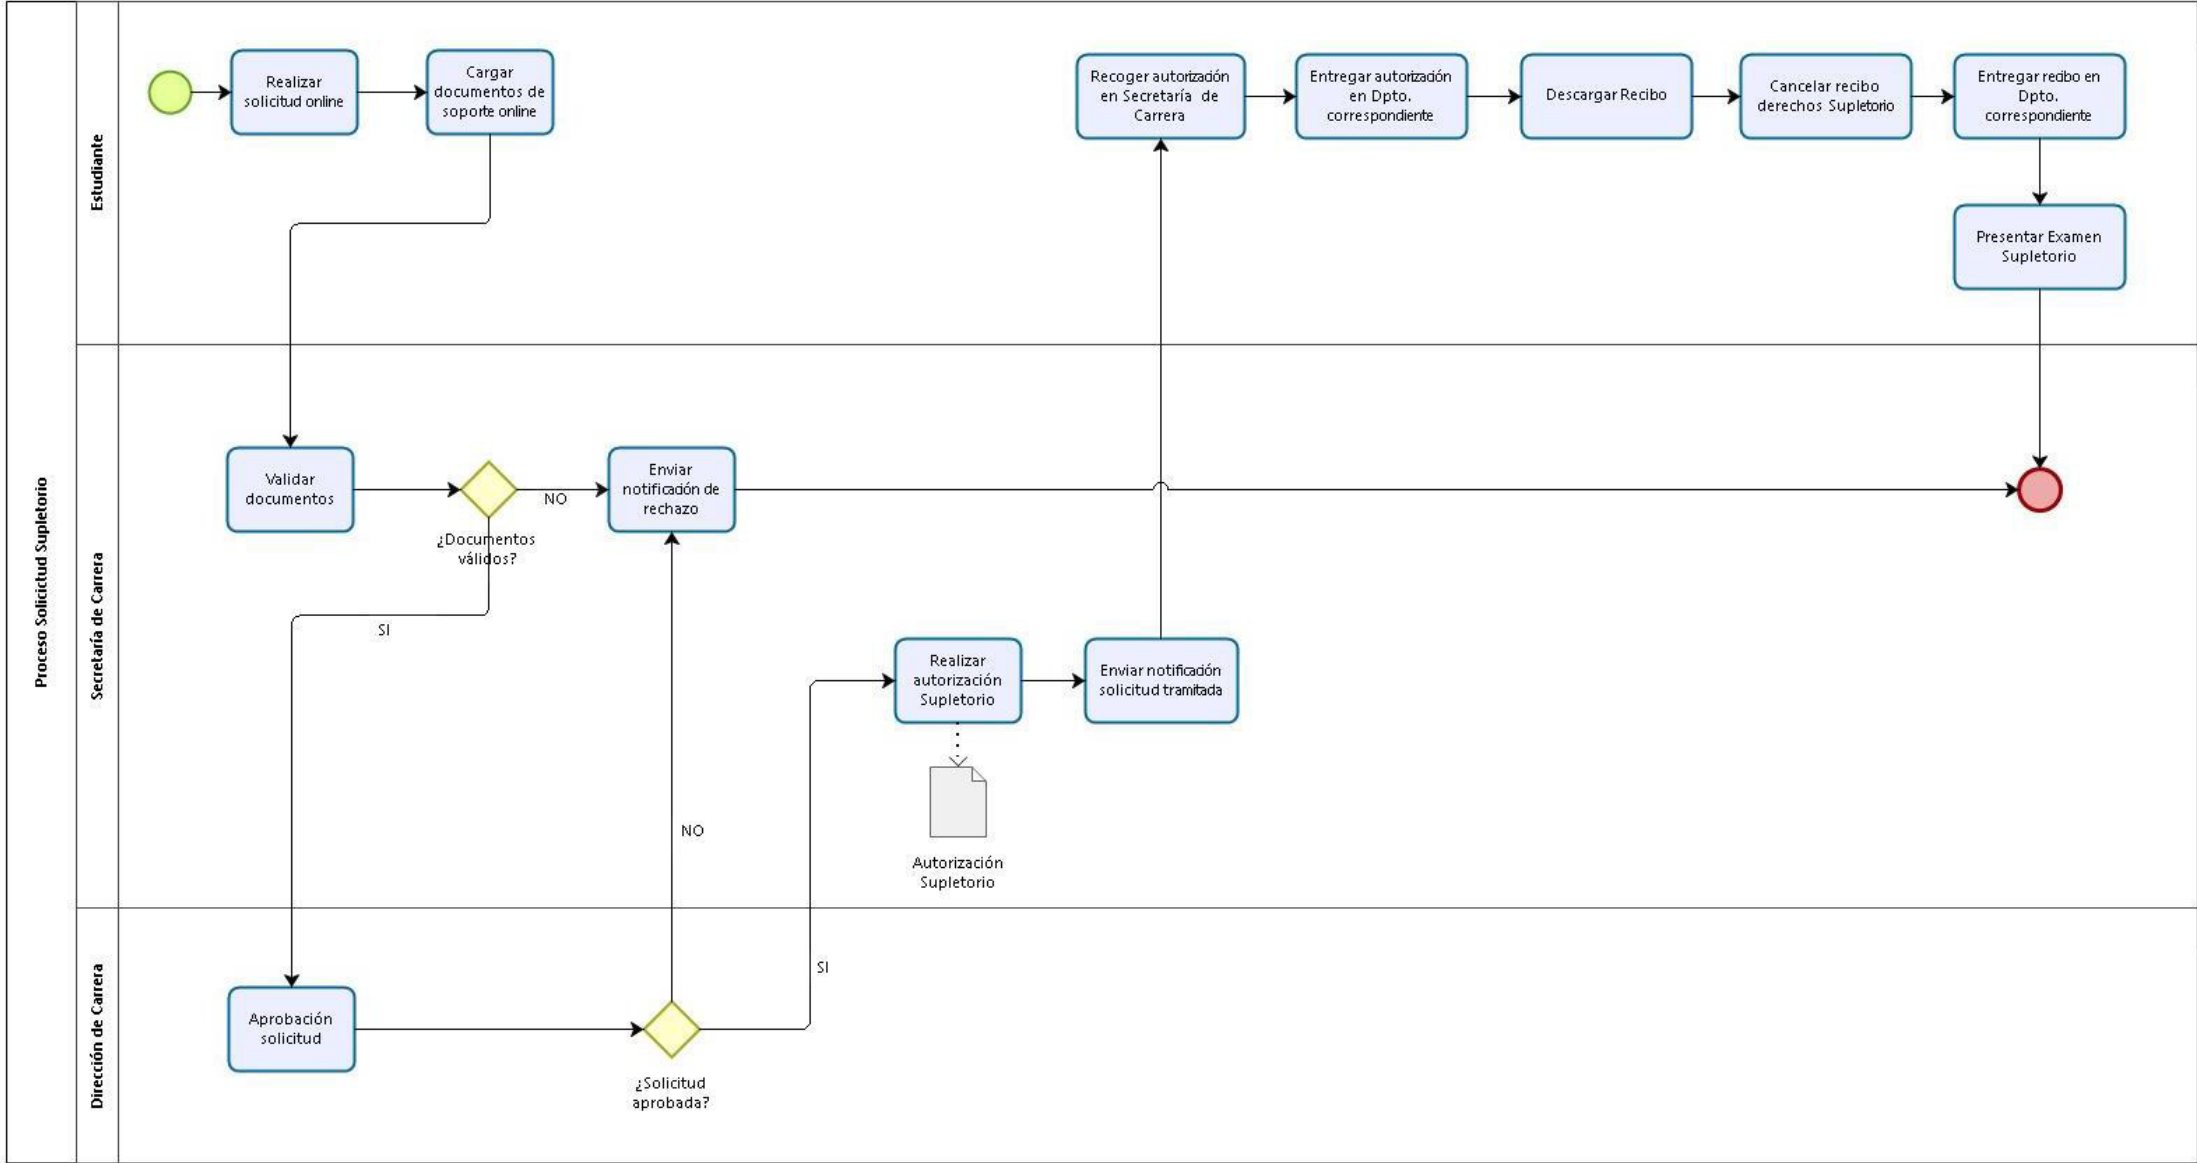 Proceso Solicictud Supletorio
Estudiante
Realizar
solicitud online
Cargar
documentos de
soporte online
Recoger autorización
en Secretaría de
Carrera
Entregar autorización
en Dpto.
correspondiente
Descargar Recibo
Cancelar recibo
derechos Supletorio
Entregar recibo en
Dpto.
correspondiente
Presentar Examen
Supletorio
Secretaría de Carrera
Validar
documentos
¿Documentos
válidos?
NO
SI
Enviar
notificación de
rechazo
Realizar
autorización
Supletorio
Enviar notificación
solicitud tramitada
Autorización
Supletorio
NO
Dirección de Carrera
Aprobación
solicitud
¿Solicitud
aprobada?
SI